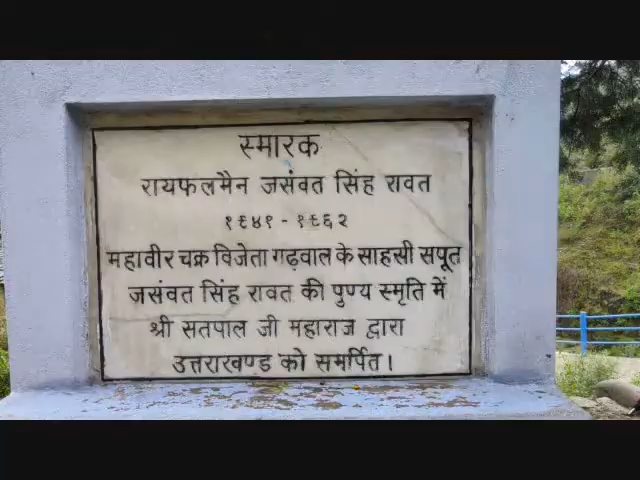 स्मारक
रायफलमैन जसंवत सिंह रावत
१९४१ - १९६२
महावीर चक्र विजेता गढ़वाल के साहसी सपूत
जसंवत सिंह रावत की पुण्य स्मृति में
श्री सतपाल जी महाराज द्वारा
उत्तराखण्ड को समर्पित।